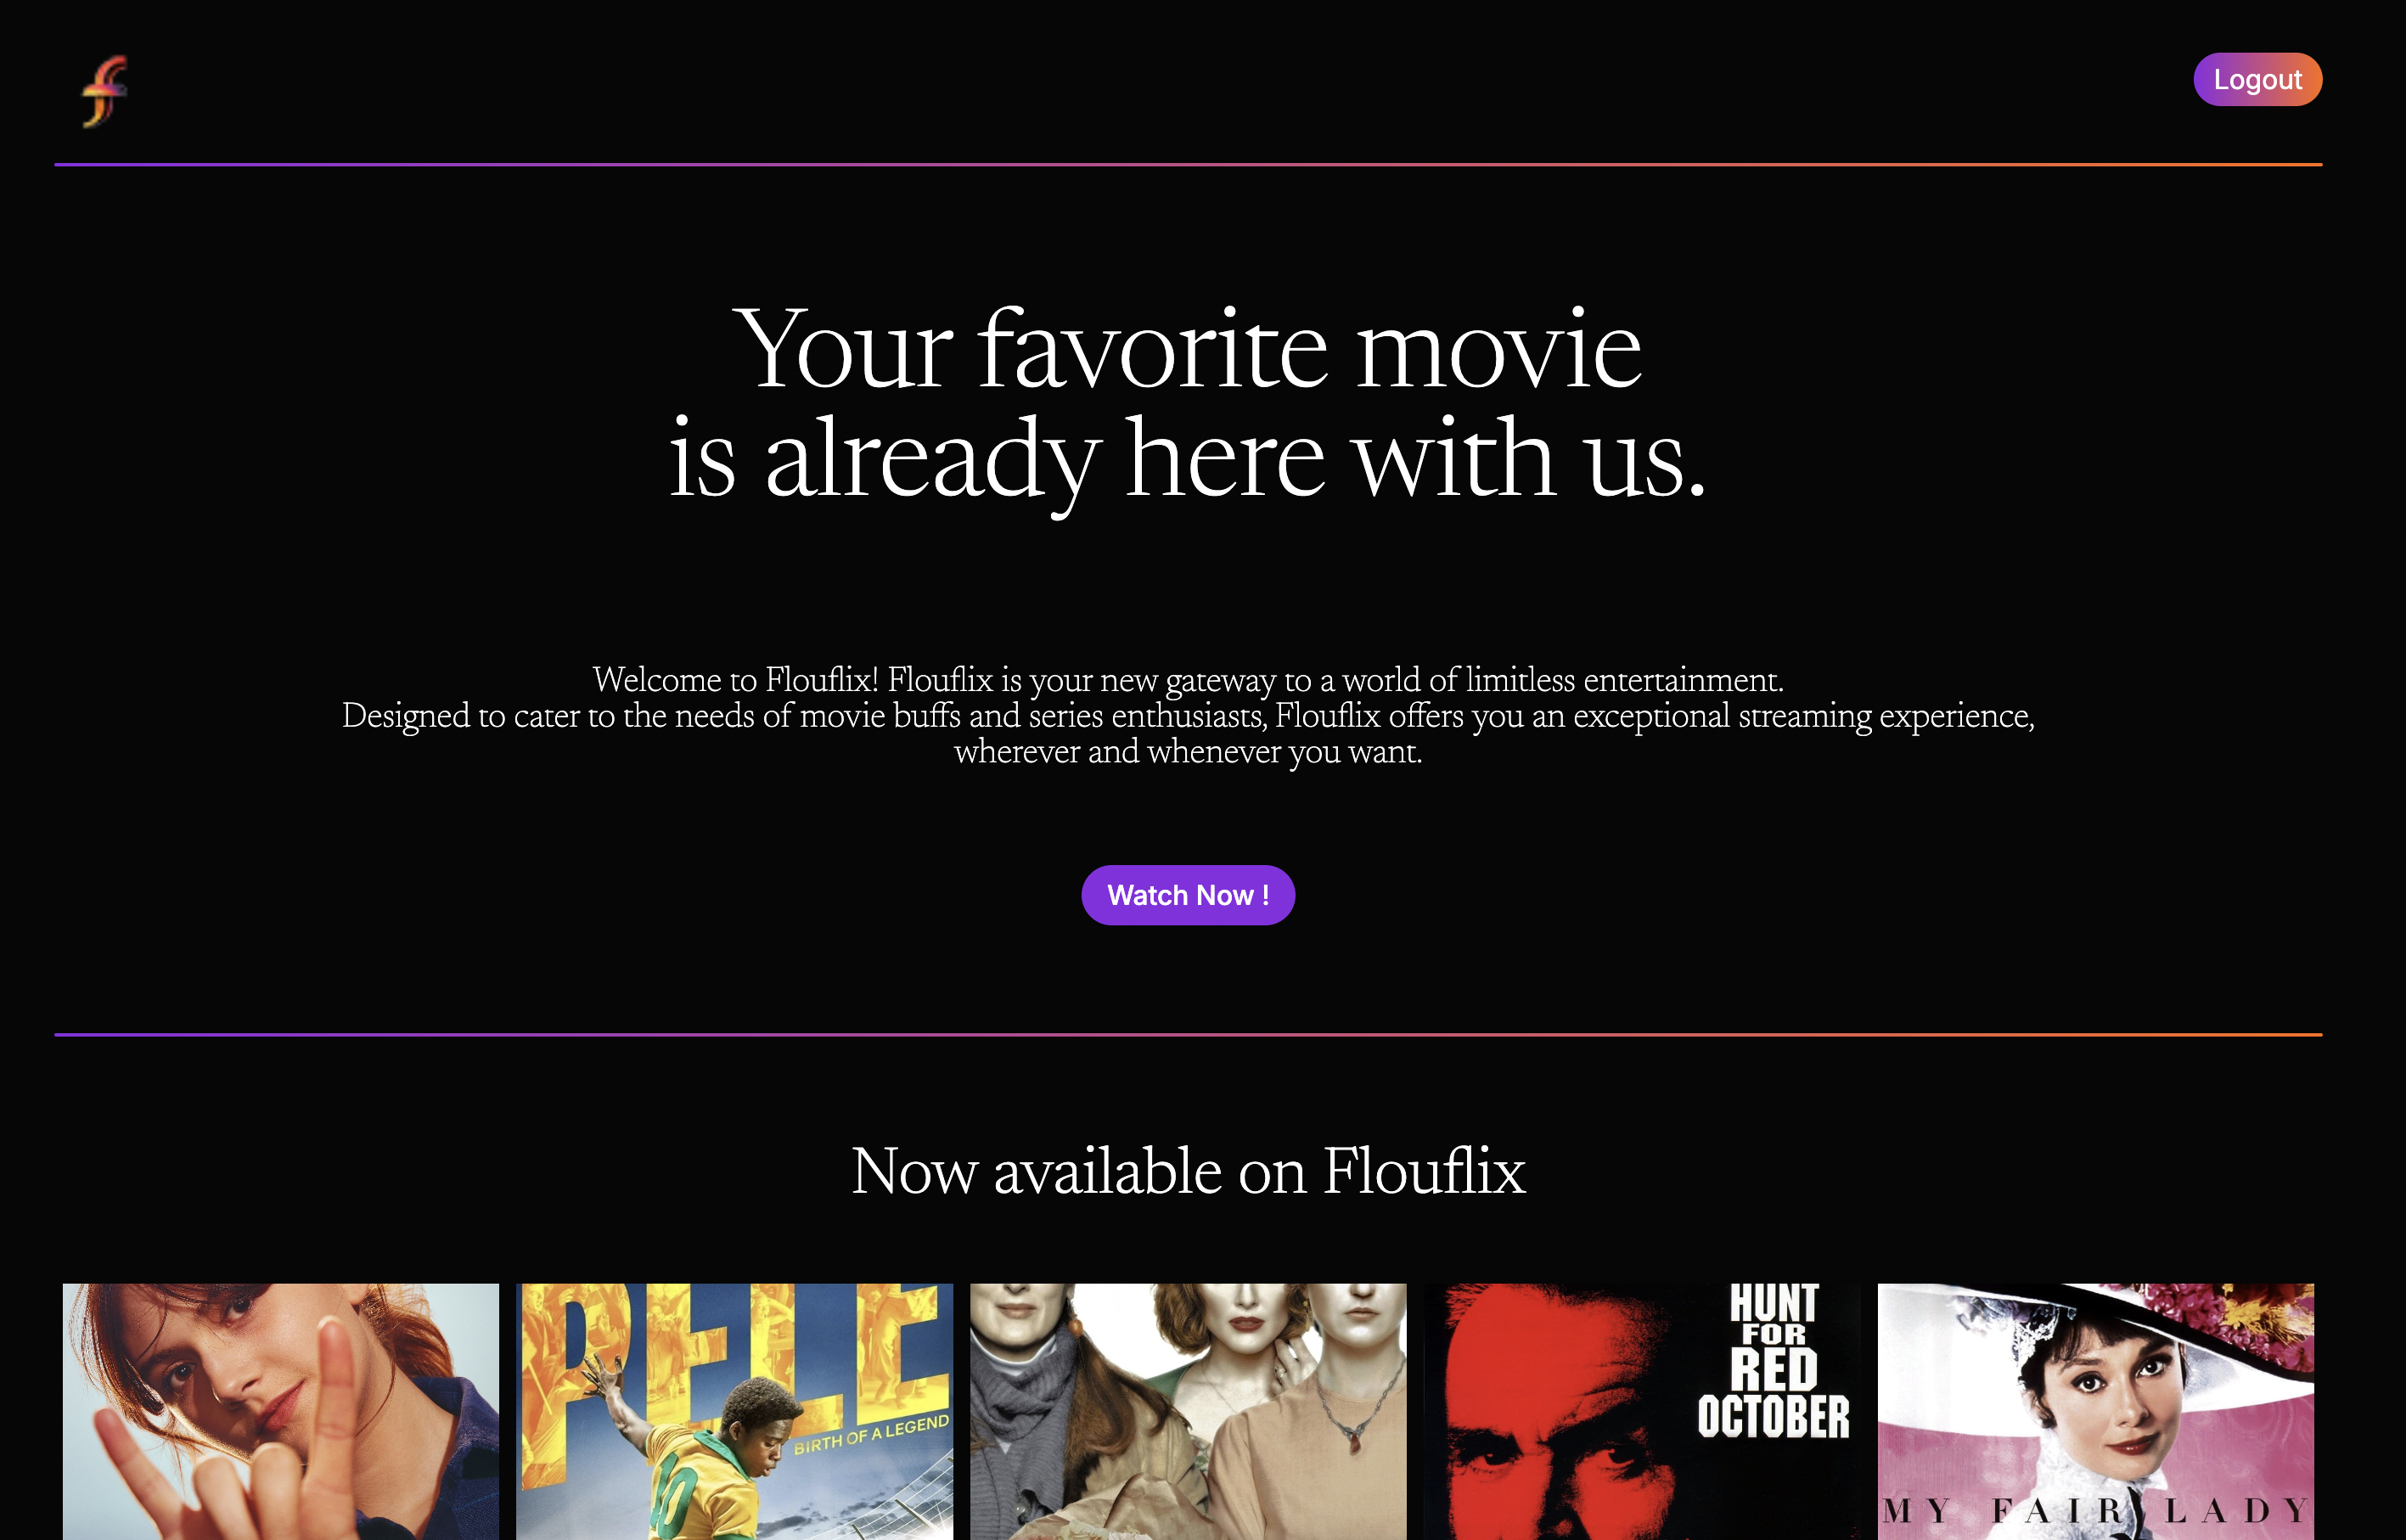 Logout
Your favorite movie
is already here with us.
Welcome to Flouflix! Flouflix is your new gateway to a world of limitless entertainment.
Designed to cater to the needs of movie buffs and series enthusiasts, Flouflix offers you an exceptional streaming experience,
wherever and whenever you want.
Watch Now !
Now available on Flouflix
PELE
BIRTH OF A LEGEND
10
HUNT
FOR
RED
OCTOBER
MY FAIR LADY